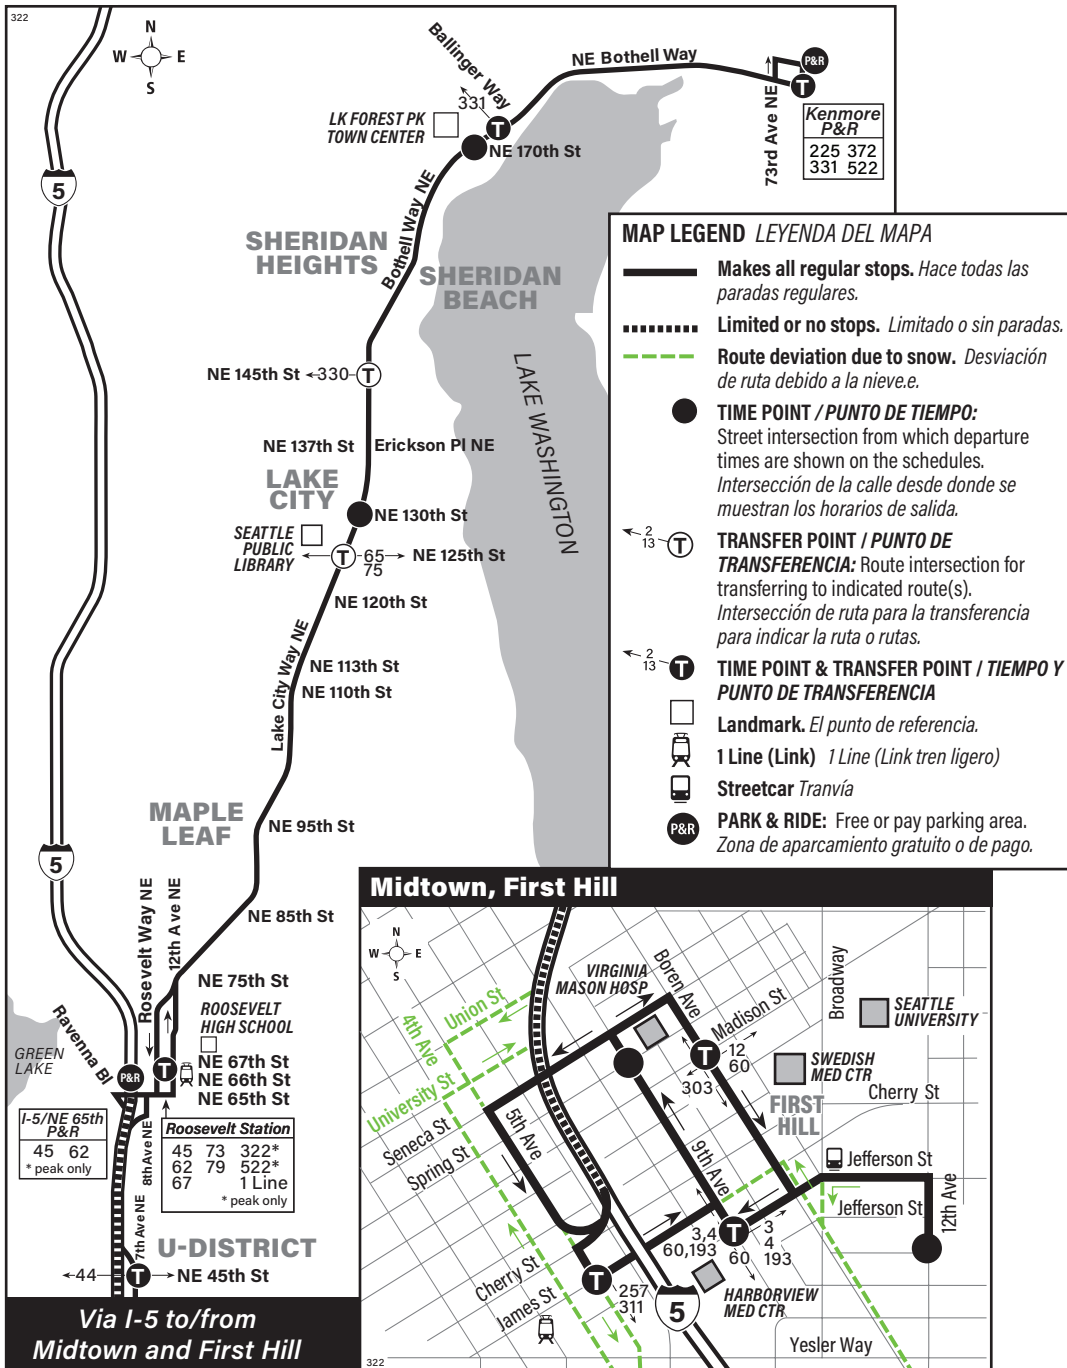 322
N
W E
S
5
Ballinger Way
331
NE Bothell Way
P&R
T
73rd Ave NE
Kenmore
P&R
225 372
331 522
LK FOREST PK
TOWN CENTER
T
NE 170th St
Bothell Way NE
SHERIDAN
HEIGHTS
SHERIDAN
BEACH
LAKE WASHINGTON
NE 145th St
330
T
NE 137th St
Erickson Pl NE
LAKE
CITY
NE 130th St
SEATTLE
PUBLIC
LIBRARY
T
65
75
NE 125th St
NE 120th St
NE 113th St
NE 110th St
Lake City Way NE
MAPLE
LEAF
NE 95th St
5
NE 85th St
Rosevelt Way NE
12th Ave NE
NE 75th St
ROOSEVELT
HIGH SCHOOL
Ravenna Bl
GREEN
LAKE
P&R
T
NE 67th St
NE 66th St
NE 65th St
I-5/NE 65th
P&R
45 62
* peak only
8th Ave NE
Roosevelt Station
45 73 322*
62 79 522*
67 1 Line
* peak only
7th Ave NE
U-DISTRICT
44
T
NE 45th St
Via I-5 to/from
Midtown and First Hill
MAP LEGEND LEYENDA DEL MAPA
Makes all regular stops. Hace todas las
paradas regulares.
Limited or no stops. Limitado o sin paradas.
Route deviation due to snow. Desviación
de ruta debido a la nieve.e.
TIME POINT / PUNTO DE TIEMPO:
Street intersection from which departure
times are shown on the schedules.
Intersección de la calle desde donde se
muestran los horarios de salida.
2
13
T
TRANSFER POINT / PUNTO DE
TRANSFERENCIA: Route intersection for
transferring to indicated route(s).
Intersección de ruta para la transferencia
para indicar la ruta o rutas.
2
13
T
TIME POINT & TRANSFER POINT / TIEMPO Y
PUNTO DE TRANSFERENCIA
Landmark. El punto de referencia.
1 Line (Link) 1 Line (Link tren ligero)
Streetcar Tranvía
P&R
PARK & RIDE: Free or pay parking area.
Zona de aparcamiento gratuito o de pago.
Midtown, First Hill
N
W E
S
VIRGINIA
MASON HOSP
Boren Ave
Madison St
Broadway
SEATTLE
UNIVERSITY
Union St
4th Ave
University St
Seneca St
Spring St
5th Ave
T
12
60
303
SWEDISH
MED CTR
Cherry St
FIRST
HILL
9th Ave
Jefferson St
Jefferson St
12th Ave
3,4
60,193
T
60
3
4
193
Cherry St
James St
T
257
311
5
HARBORVIEW
MED CTR
Yesler Way
322